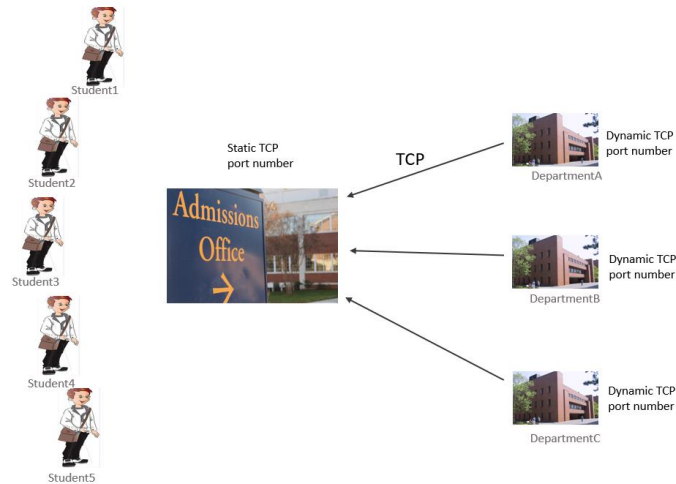 Student1
Student2
Student3
Student4
Student5
Static TCP
port number
Admissions
Office
TCP
Dynamic TCP
port number
DepartmentA
Dynamic TCP
port number
DepartmentB
Dynamic TCP
port number
DepartmentC